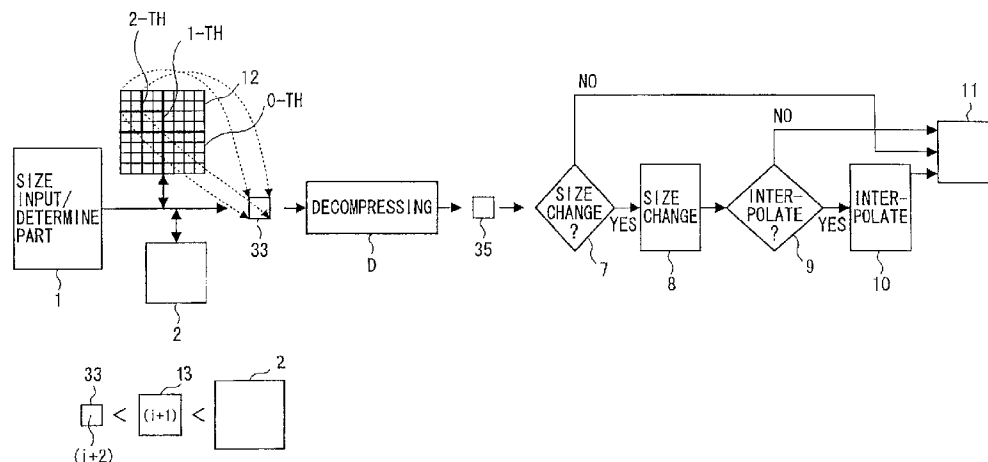 2-TH
1-TH
12
0-TH
NO
NO
11
SIZE
INPUT/
DETERMINE
PART
1
2
33
DECOMPRESSING
D
35
SIZE
CHANGE
?
YES
7
SIZE
CHANGE
8
INTER-
POLATE
?
YES
9
INTER-
POLATE
10
33
13
2
< (i+1) <
(i+2)